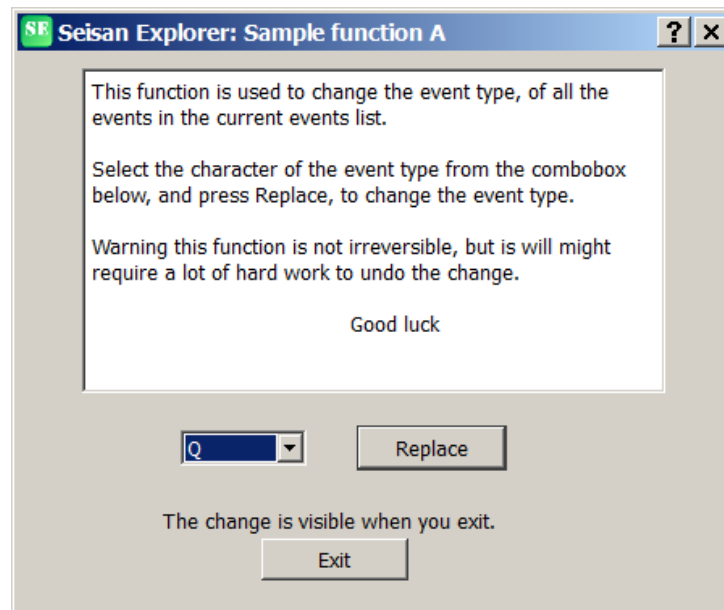 SE Seisan Explorer: Sample function A ? ×
This function is used to change the event type, of all the
events in the current events list.
Select the character of the event type from the combobox
below, and press Replace, to change the event type.
Warning this function is not irreversible, but is will might
require a lot of hard work to undo the change.
Good luck
Q Replace
The change is visible when you exit.
Exit